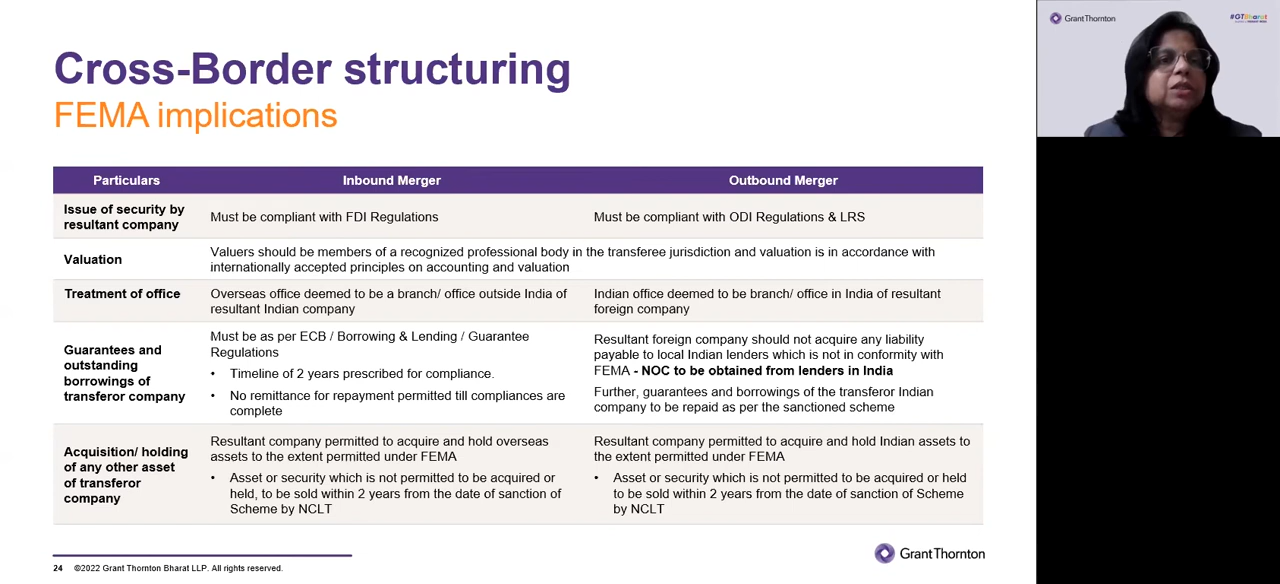 Cross-Border structuring
FEMA implications
Particulars
Inbound Merger
Outbound Merger
Issue of security by
resultant company
Must be compliant with FDI Regulations
Must be compliant with ODI Regulations & LRS
Valuation
Valuers should be members of a recognized professional body in the transferee jurisdiction and valuation is in accordance with
internationally accepted principles on accounting and valuation
Treatment of office
Overseas office deemed to be a branch/ office outside India of
resultant Indian company
Indian office deemed to be branch/ office in India of resultant
foreign company
Guarantees and
outstanding
borrowings of
transferor company
Must be as per ECB / Borrowing & Lending / Guarantee
Regulations
• Timeline of 2 years prescribed for compliance.
• No remittance for repayment permitted till compliances are
complete
Resultant foreign company should not acquire any liability
payable to local Indian lenders which is not in conformity with
FEMA - NOC to be obtained from lenders in India
Further, guarantees and borrowings of the transferor Indian
company to be repaid as per the sanctioned scheme
Acquisition/ holding
of any other asset
of transferor
company
Resultant company permitted to acquire and hold overseas
assets to the extent permitted under FEMA
• Asset or security which is not permitted to be acquired or
held, to be sold within 2 years from the date of sanction of
Scheme by NCLT
Resultant company permitted to acquire and hold Indian assets to
the extent permitted under FEMA
• Asset or security which is not permitted to be acquired or held
to be sold within 2 years from the date of sanction of Scheme
by NCLT
24 ©2022 Grant Thornton Bharat LLP. All rights reserved.
GrantThornton
GrantThornton
#GTBharat